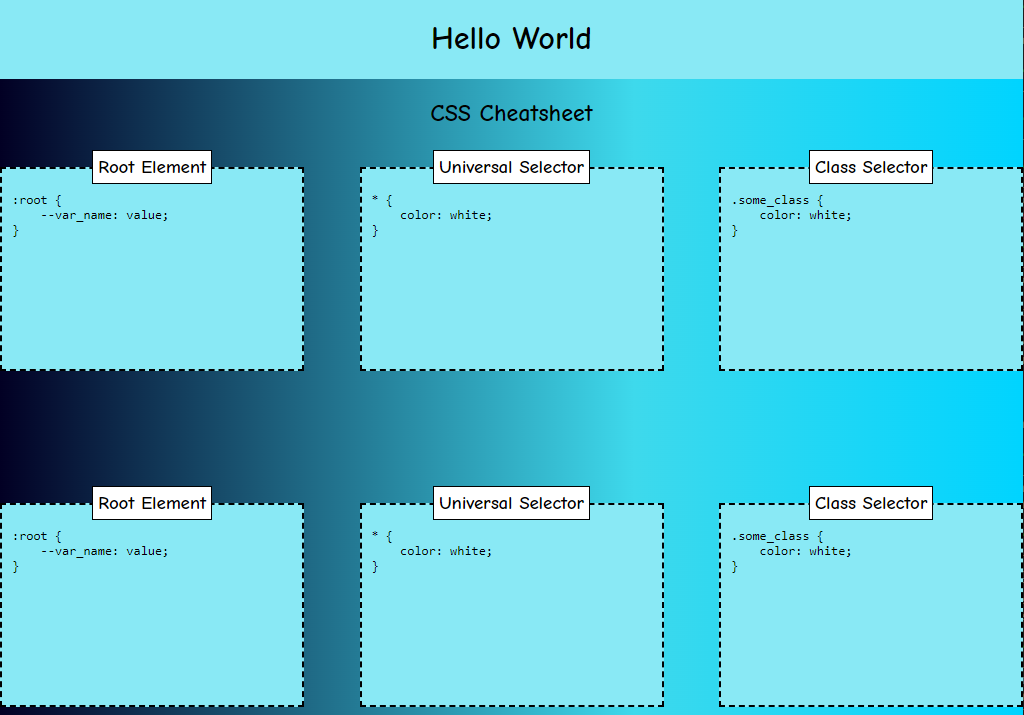 Hello World
CSS Cheatsheet
Root Element
:root {
    --var_name: value;
}
Universal Selector
* {
    color: white;
}
Class Selector
.some_class {
    color: white;
}
Root Element
:root {
    --var_name: value;
}
Universal Selector
* {
    color: white;
}
Class Selector
.some_class {
    color: white;
}